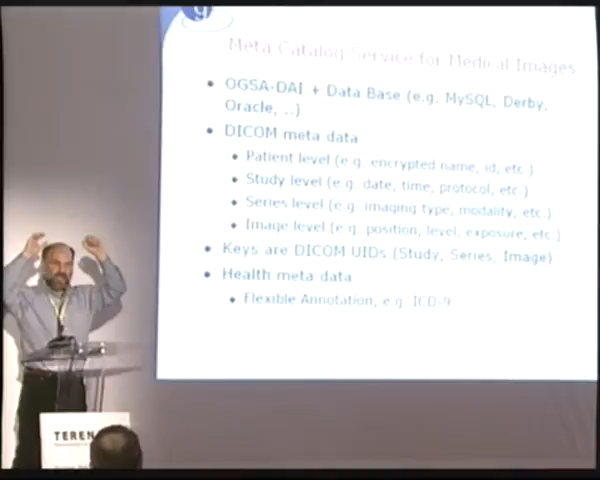 g
Meta Catalog Service for Medical Images
• OGSA-DAI + Data Base (e.g. MySQL, Derby,
Oracle, ..)
• DICOM meta data
• Patient level (e.g. encrypted name, id, etc.)
• Study level (e.g. date, time, protocol, etc.)
• Series level (e.g. imaging type, modality, etc.)
• Image level (e.g. position, level, exposure, etc.)
• Keys are DICOM UIDs (Study, Series, Image)
• Health meta data
• Flexible Annotation, e.g. ICD-9
TEREN